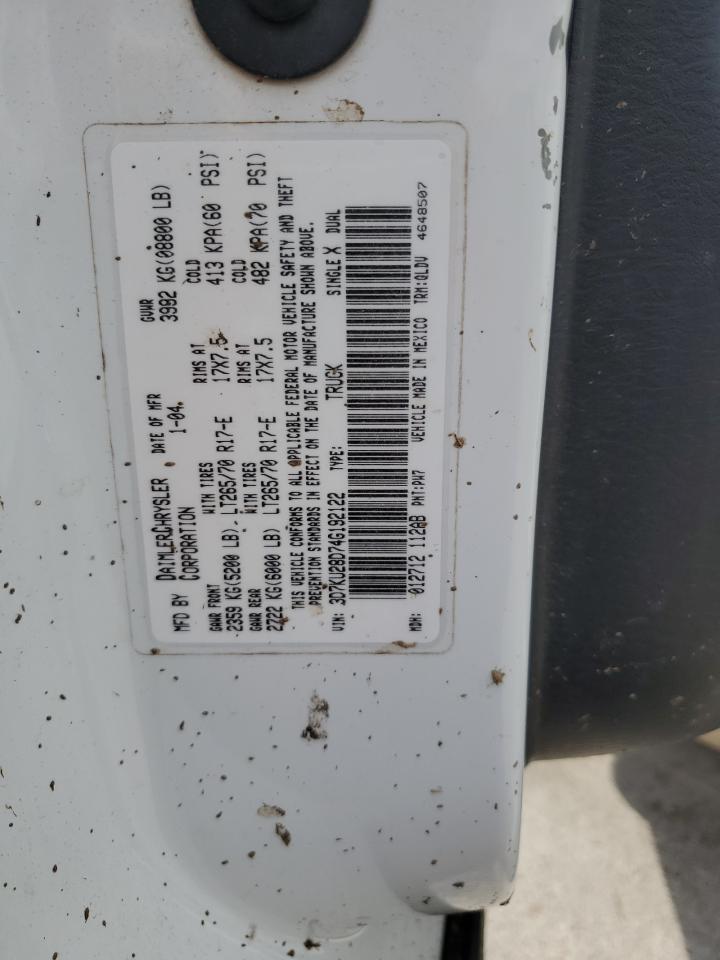 MFD BY DAIMLERCHRYSLER CORPORATION DATE OF MFR 1-04 GVWR 3992 KG(08800 LB)
GAWR FRONT WITH TIRES RIMS AT COLD
2359 KG(5200 LB) LT265/70 R17-E 17X7.5 413 KPA(60 PSI)
GAWR REAR WITH TIRES RIMS AT COLD
2722 KG(6000 LB) LT265/70 R17-E 17X7.5 482 KPA(70 PSI)
THIS VEHICLE CONFORMS TO ALL APPLICABLE FEDERAL MOTOR VEHICLE SAFETY AND THEFT
PREVENTION STANDARDS IN EFFECT ON THE DATE OF MANUFACTURE SHOWN ABOVE.
VIN: 3D7KU28D74G192122 TYPE: TRUCK SINGLE X DUAL
MDH: 012712 112AB PNT:PW7 VEHICLE MADE IN MEXICO TRM:QLDV 4648507